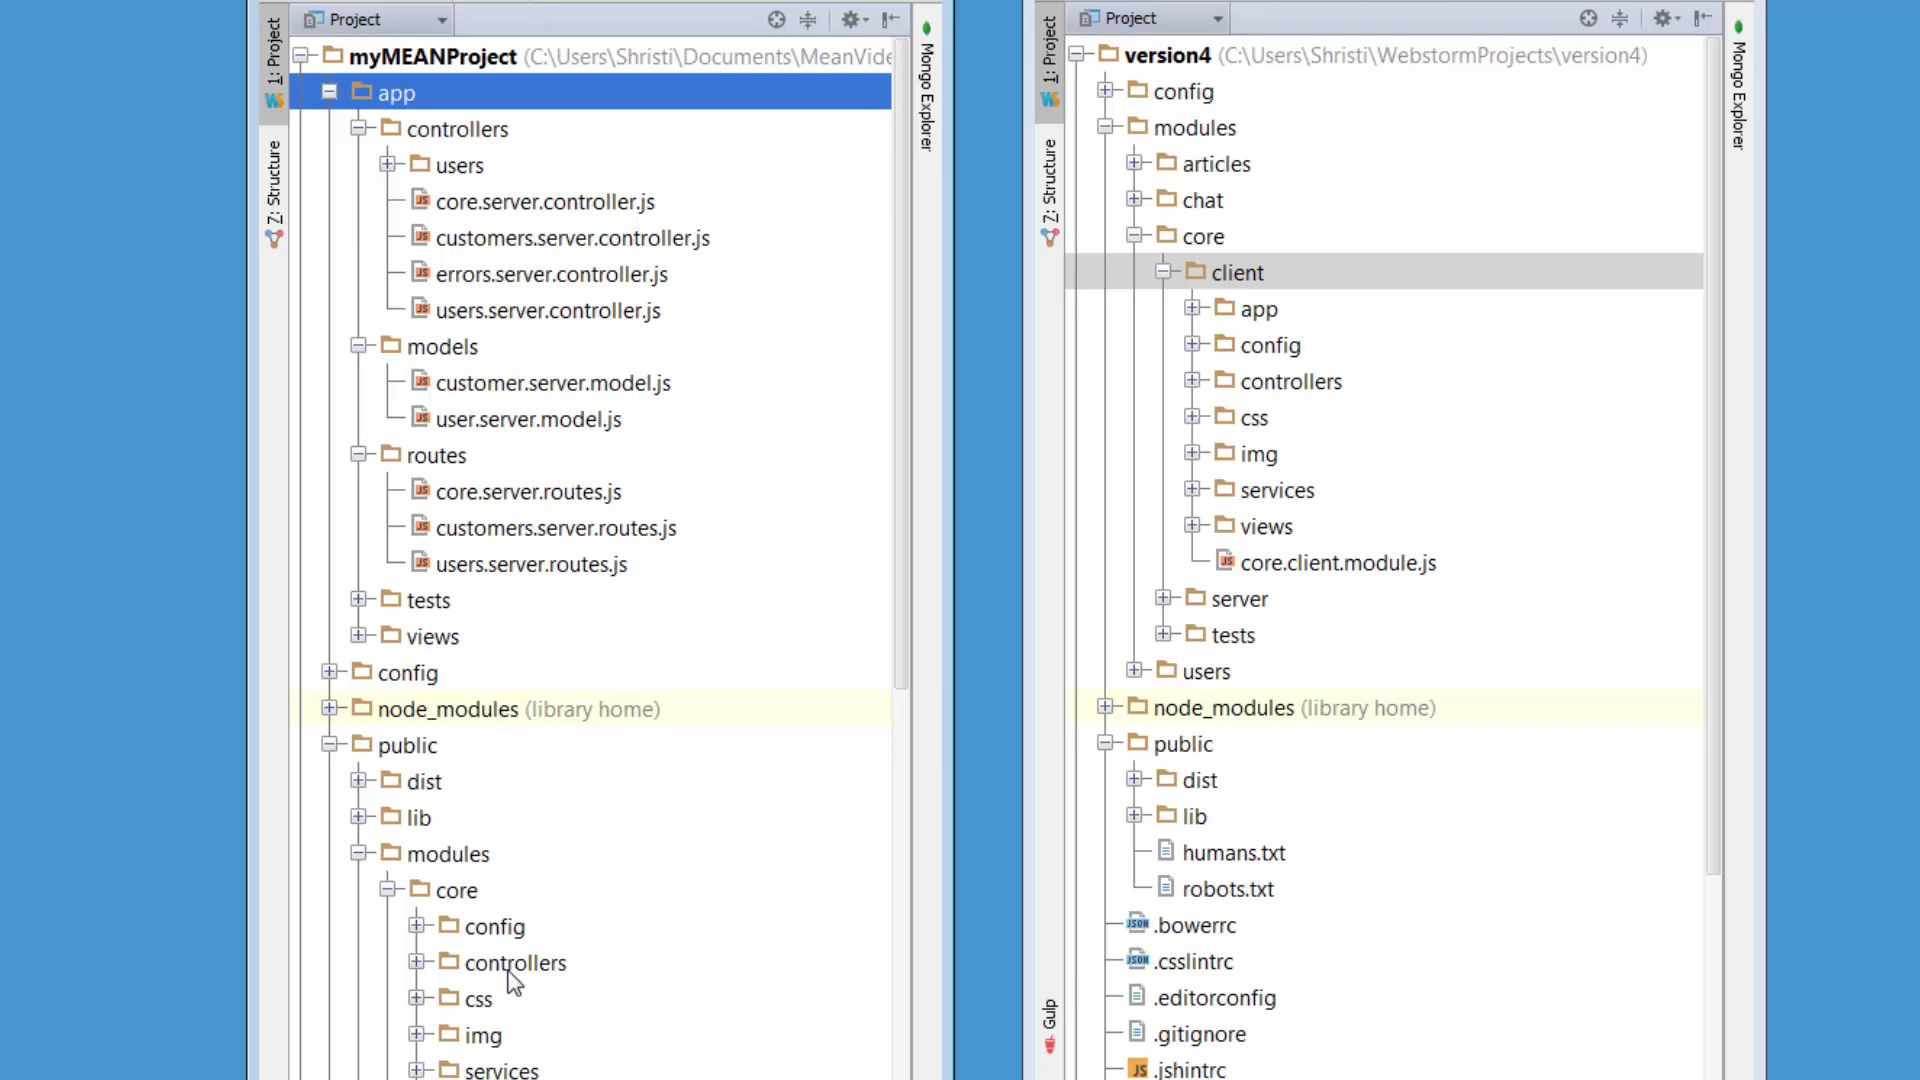 Project
1: Project
Z: Structure
myMEANProject (C:\Users\Shristi\Documents\MeanVide
app
controllers
users
core.server.controller.js
customers.server.controller.js
errors.server.controller.js
users.server.controller.js
models
customer.server.model.js
user.server.model.js
routes
core.server.routes.js
customers.server.routes.js
users.server.routes.js
tests
views
config
node_modules (library home)
public
dist
lib
modules
core
config
controllers
css
img
services
Mongo Explorer
Project
1: Project
Z: Structure
Gulp
version4 (C:\Users\Shristi\WebstormProjects\version4)
config
modules
articles
chat
core
client
app
config
controllers
css
img
services
views
core.client.module.js
server
tests
users
node_modules (library home)
public
dist
lib
humans.txt
robots.txt
.bowerrc
.csslintrc
.editorconfig
.gitignore
.jshintrc
Mongo Explorer